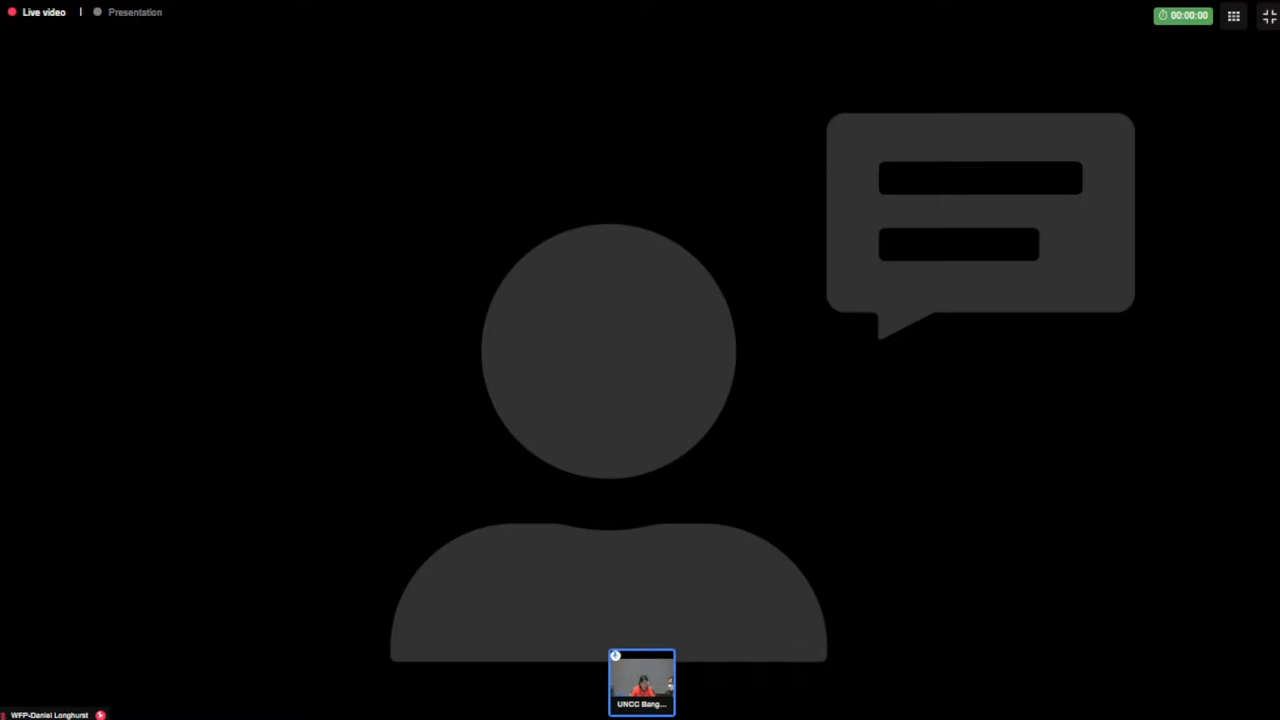 Live video
Presentation
00:00:00
UNCC Bang...
WFP-Daniel Longhurst